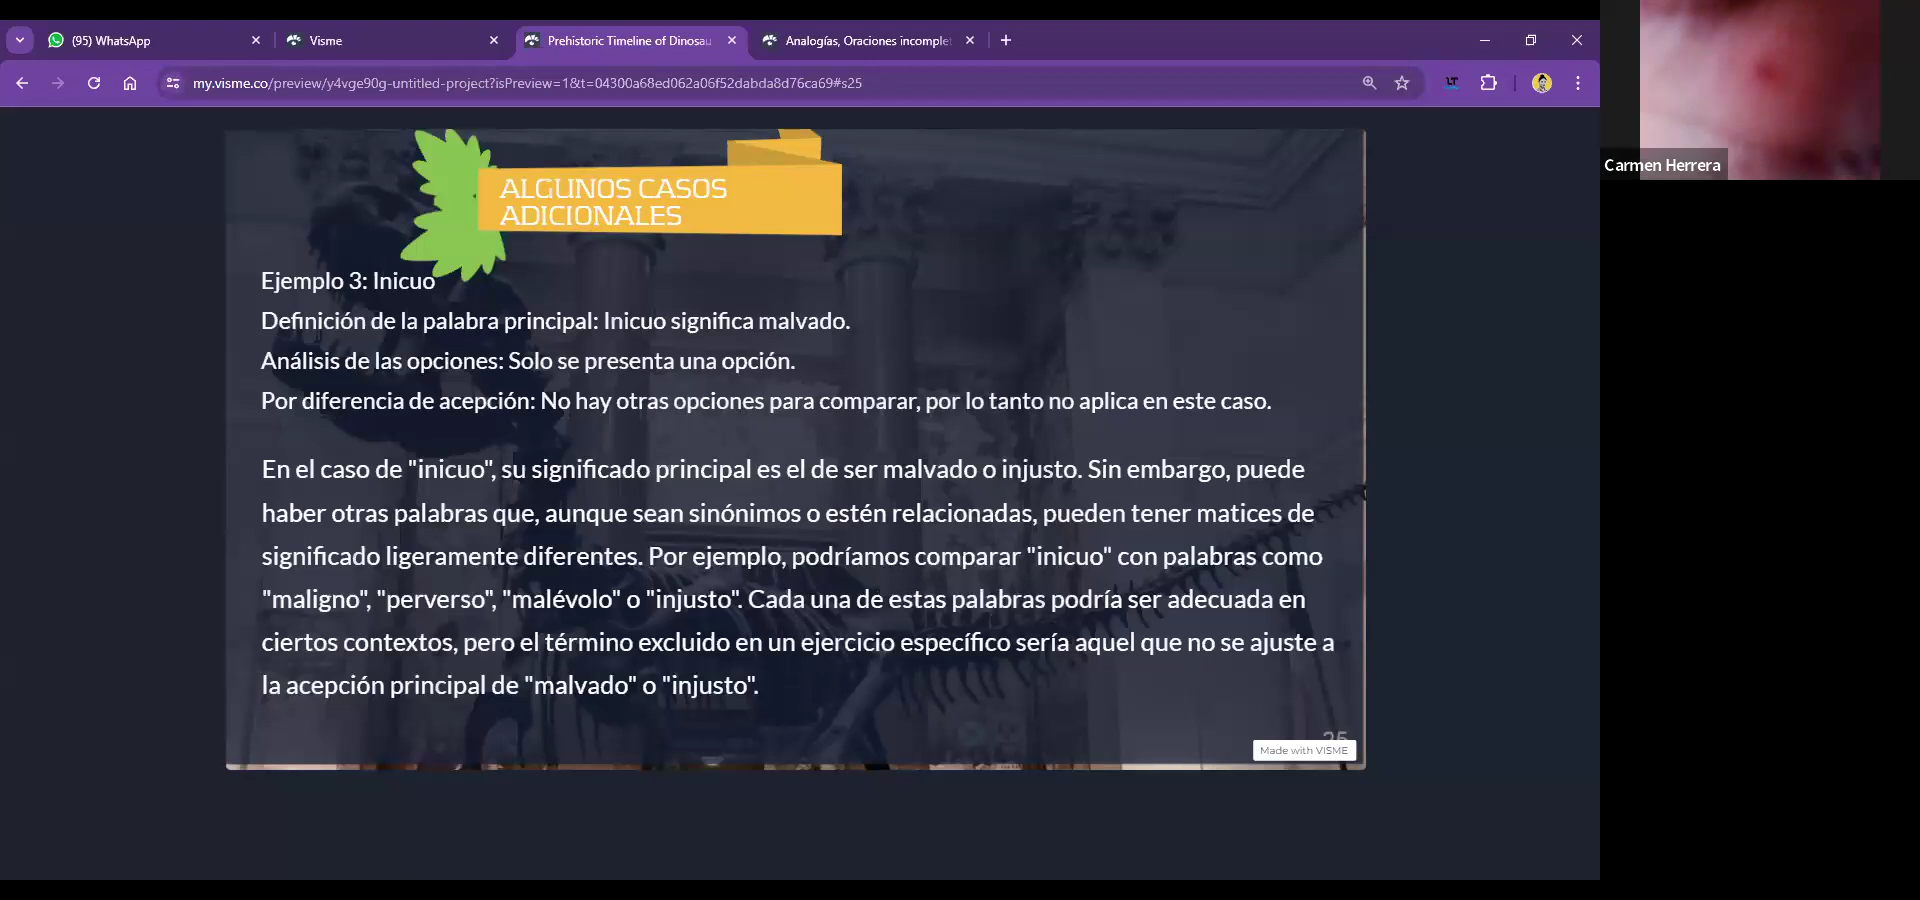 (95) WhatsApp
Visme
Prehistoric Timeline of Dinosau
Analogías, Oraciones incomplet
my.visme.co/preview/y4vge90g-untitled-project?isPreview=1&t=04300a68ed062a06f52dabda8d76ca69#s25
Carmen Herrera
ALGUNOS CASOS
ADICIONALES
Ejemplo 3: Inicuo
Definición de la palabra principal: Inicuo significa malvado.
Análisis de las opciones: Solo se presenta una opción.
Por diferencia de acepción: No hay otras opciones para comparar, por lo tanto no aplica en este caso.
En el caso de "inicuo", su significado principal es el de ser malvado o injusto. Sin embargo, puede
haber otras palabras que, aunque sean sinónimos o estén relacionadas, pueden tener matices de
significado ligeramente diferentes. Por ejemplo, podríamos comparar "inicuo" con palabras como
"maligno", "perverso", "malévolo" o "injusto". Cada una de estas palabras podría ser adecuada en
ciertos contextos, pero el término excluido en un ejercicio específico sería aquel que no se ajuste a
la acepción principal de "malvado" o "injusto".
Made with VISME